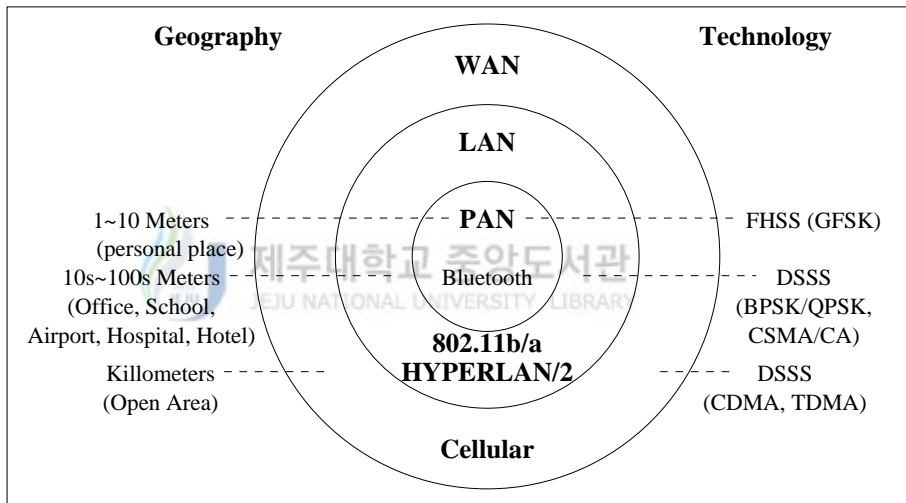 Geography
Technology
WAN
LAN
PAN
1~10 Meters
(personal place)
FHSS (GFSK)
제주대학교 중앙도서관
JEJU NATIONAL UNIVERSITY LIBRARY
10s~100s Meters
(Office, School,
Airport, Hospital, Hotel)
Bluetooth
DSSS
(BPSK/QPSK,
CSMA/CA)
802.11b/a
HYPERLAN/2
Killometers
(Open Area)
DSSS
(CDMA, TDMA)
Cellular